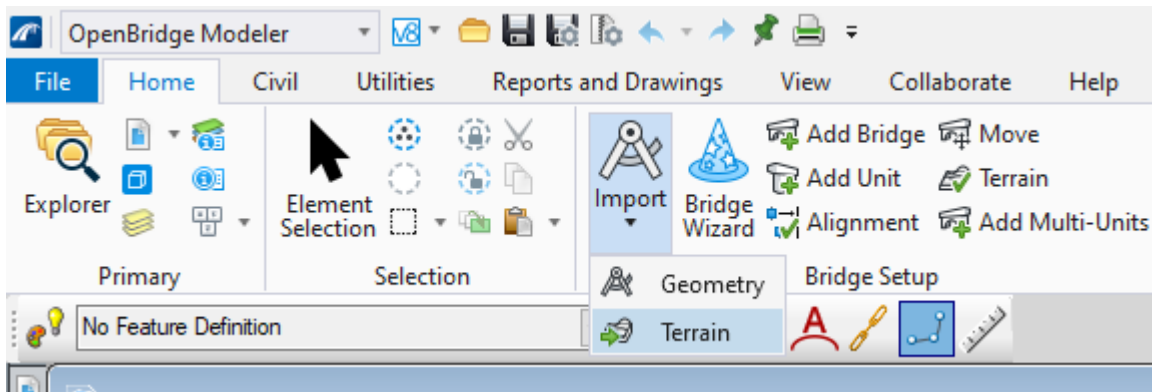 OpenBridge Modeler V8
File Home Civil Utilities Reports and Drawings View Collaborate Help
Explorer
Element
Selection
Import
Bridge
Wizard
Add Bridge Move
Add Unit Terrain
Alignment Add Multi-Units
Primary Selection Bridge Setup
Geometry
Terrain
No Feature Definition
A